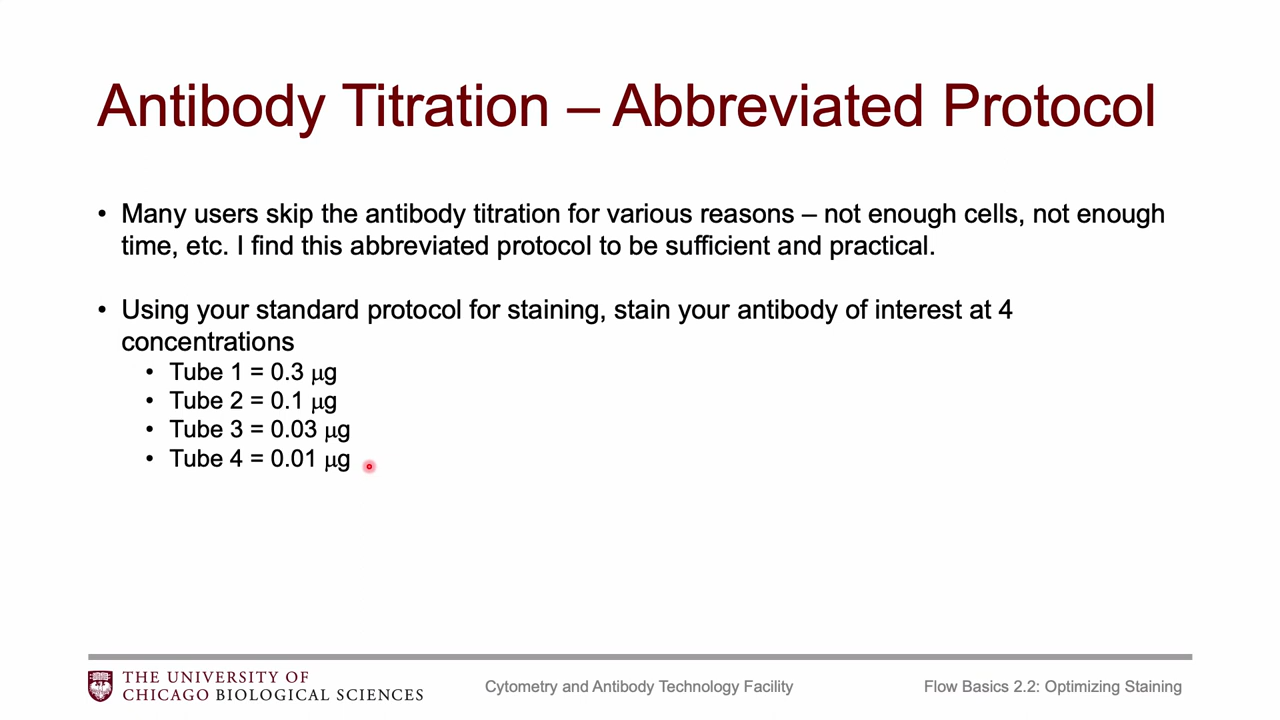 Antibody Titration – Abbreviated Protocol
• Many users skip the antibody titration for various reasons – not enough cells, not enough
time, etc. I find this abbreviated protocol to be sufficient and practical.
• Using your standard protocol for staining, stain your antibody of interest at 4
concentrations
• Tube 1 = 0.3 μg
• Tube 2 = 0.1 μg
• Tube 3 = 0.03 μg
• Tube 4 = 0.01 μg
THE UNIVERSITY OF
CHICAGO BIOLOGICAL SCIENCES
Cytometry and Antibody Technology Facility
Flow Basics 2.2: Optimizing Staining